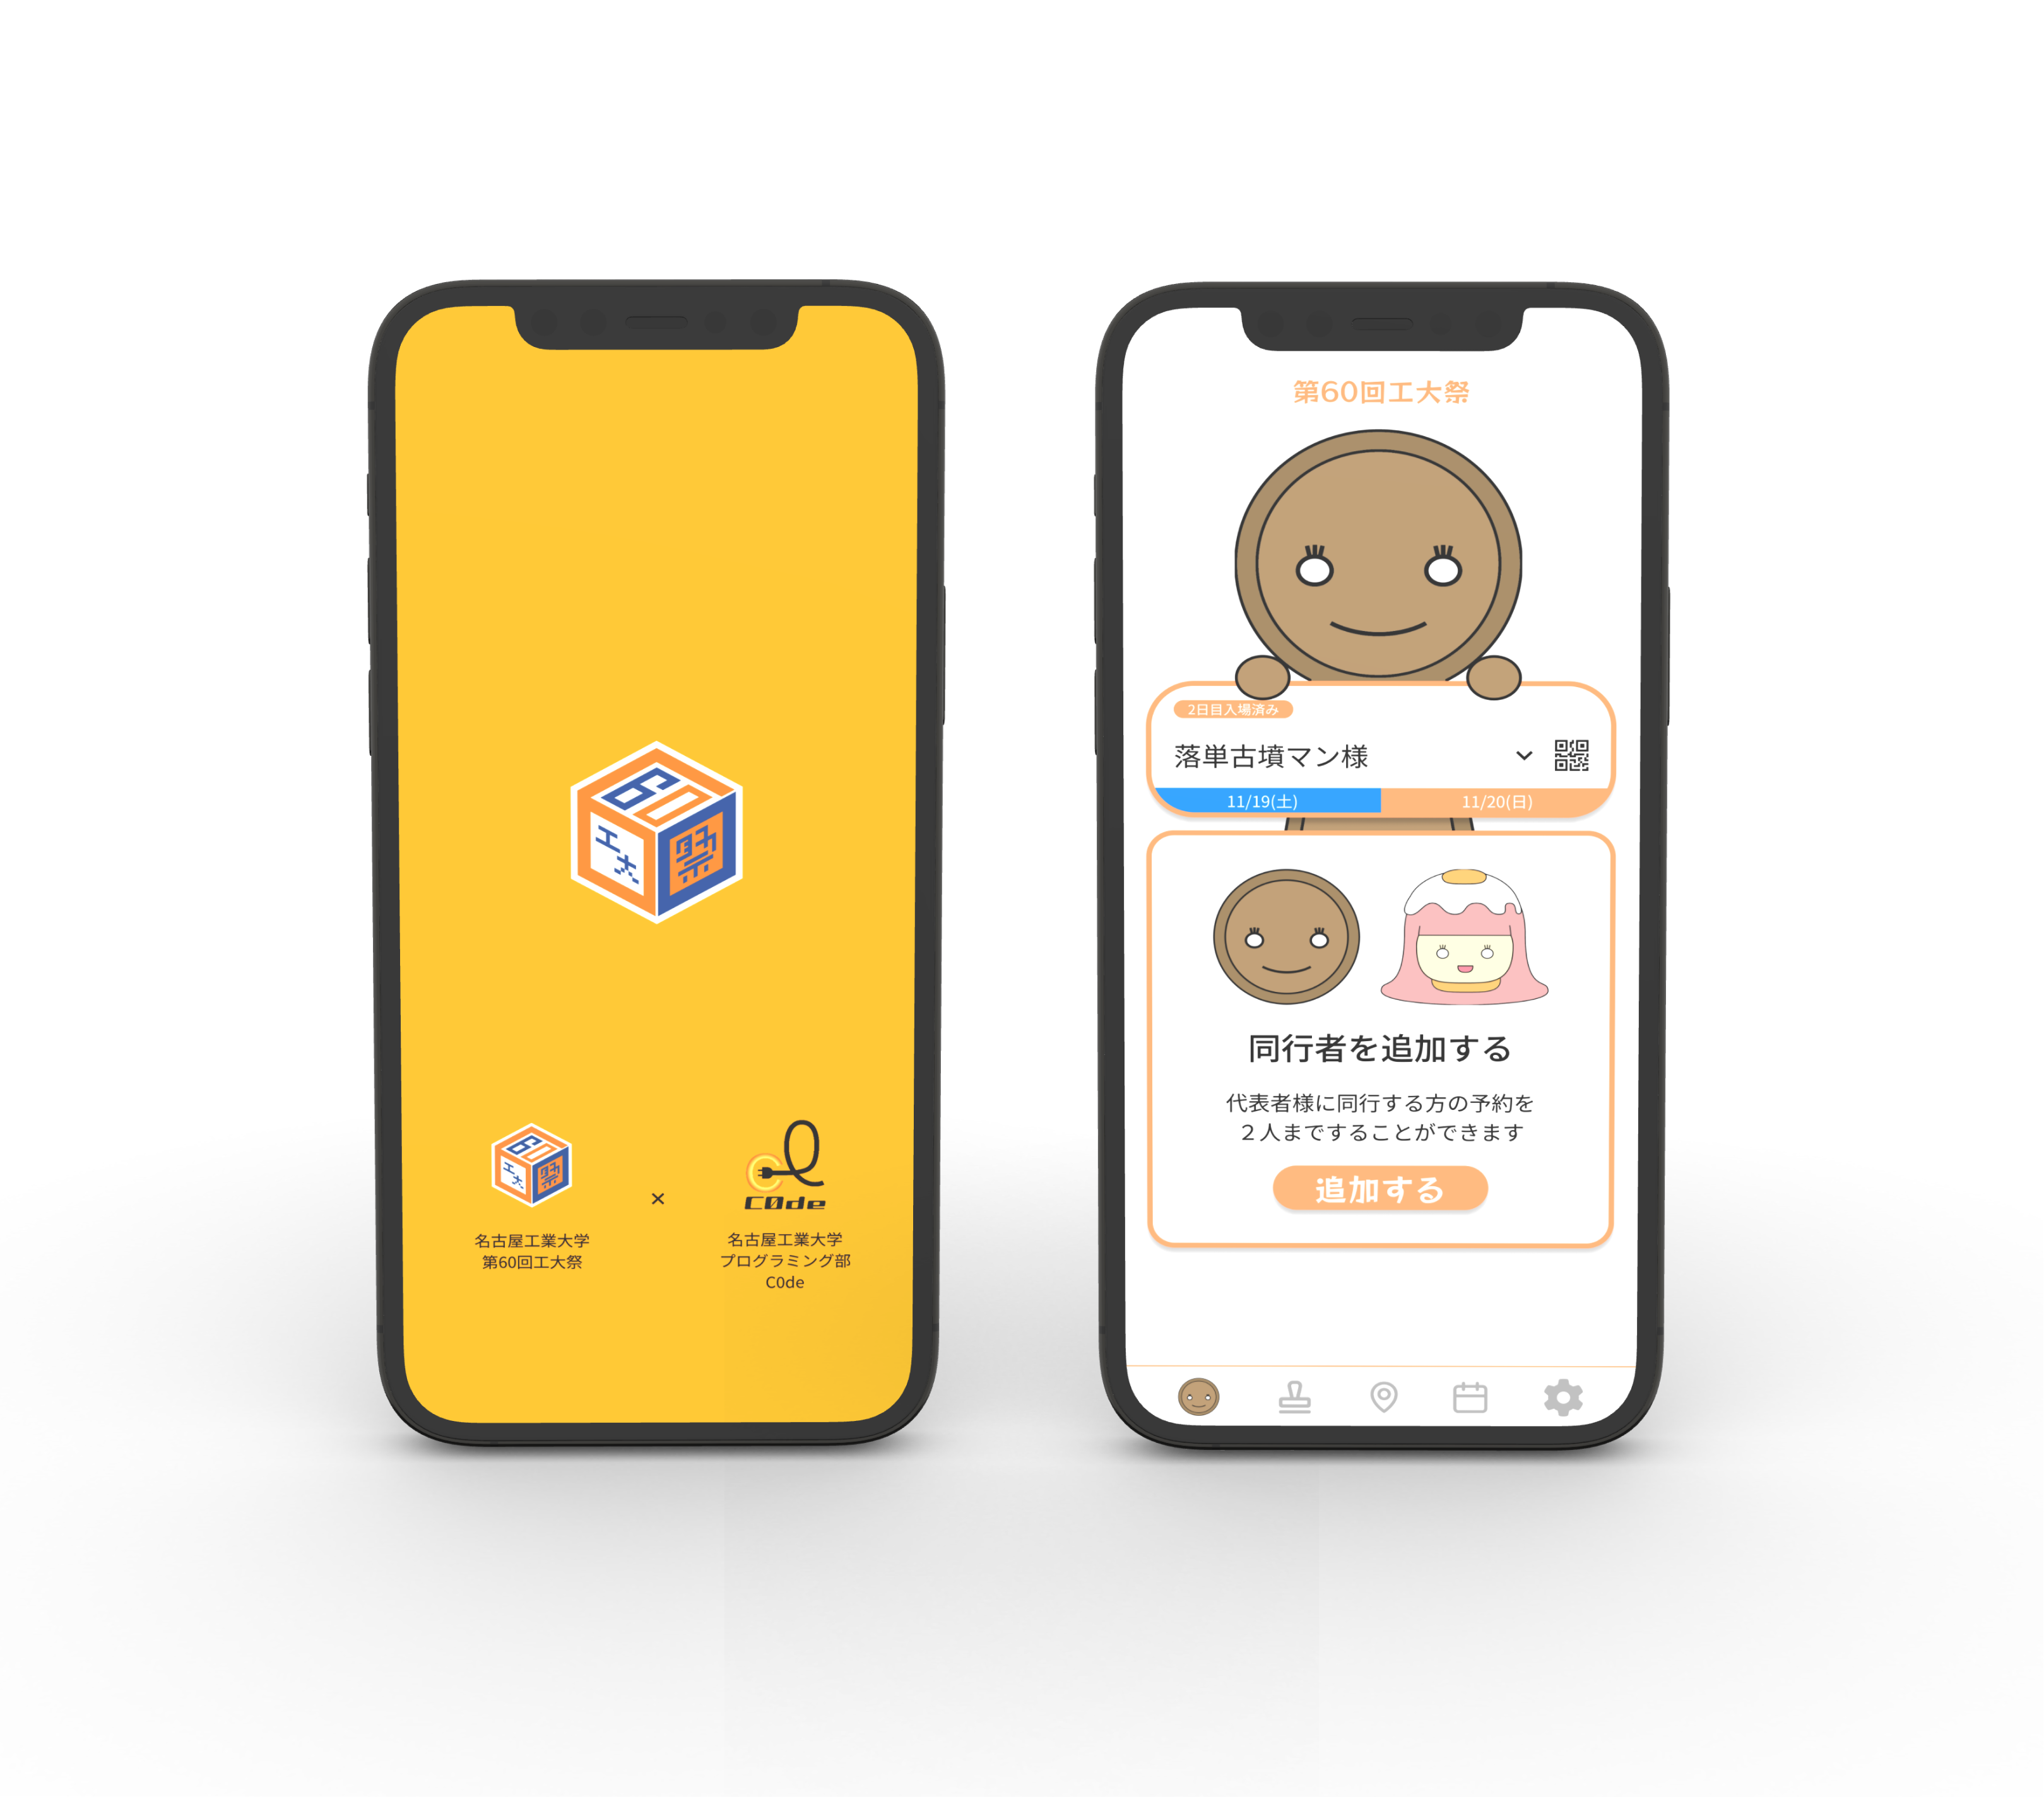 60
工大
祭
60
工大
祭
×
C0de
名古屋工業大学
第60回工大祭
名古屋工業大学
プログラミング部
C0de
第60回工大祭
2日目入場済み
落単古墳マン様
11/19(土)
11/20(日)
同行者を追加する
代表者様に同行する方の予約を
２人まですることができます
追加する